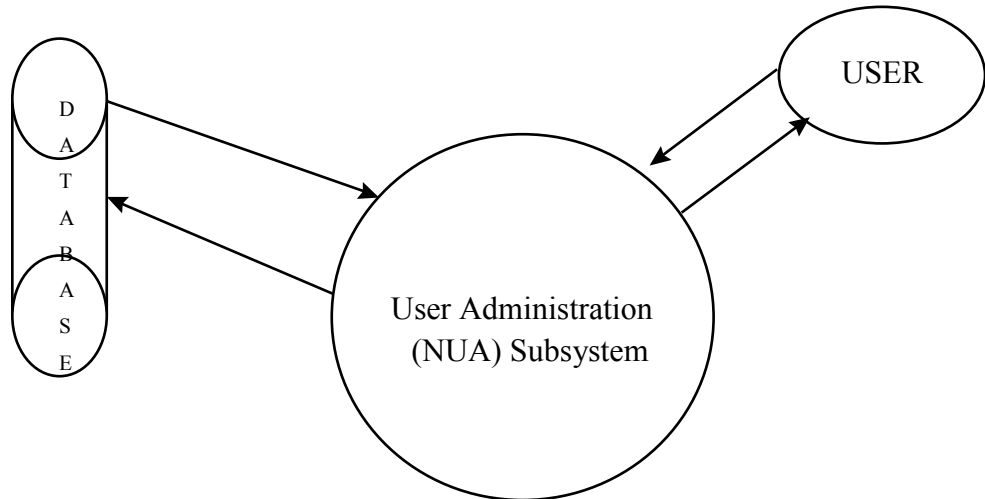 D
A
T
A
B
A
S
E
USER
User Administration
(NUA) Subsystem